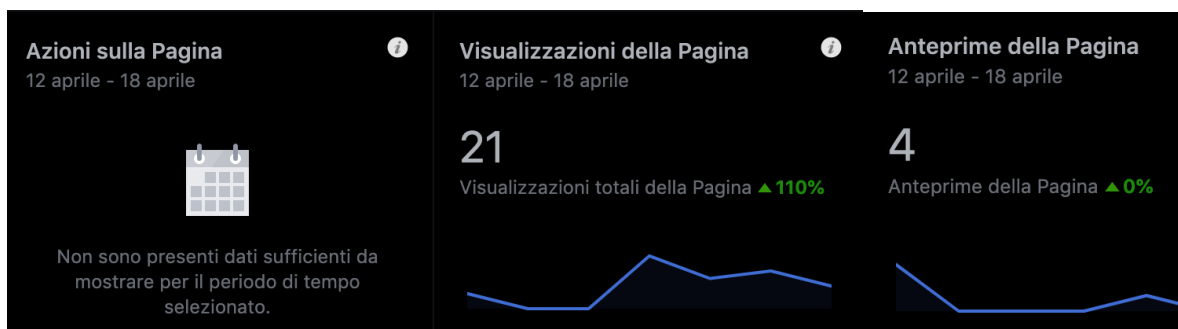 Azioni sulla Pagina
12 aprile - 18 aprile
Non sono presenti dati sufficienti da
mostrare per il periodo di tempo
selezionato.
Visualizzazioni della Pagina
12 aprile - 18 aprile
21
Visualizzazioni totali della Pagina ▲110%
Anteprime della Pagina
12 aprile - 18 aprile
4
Anteprime della Pagina ▲0%